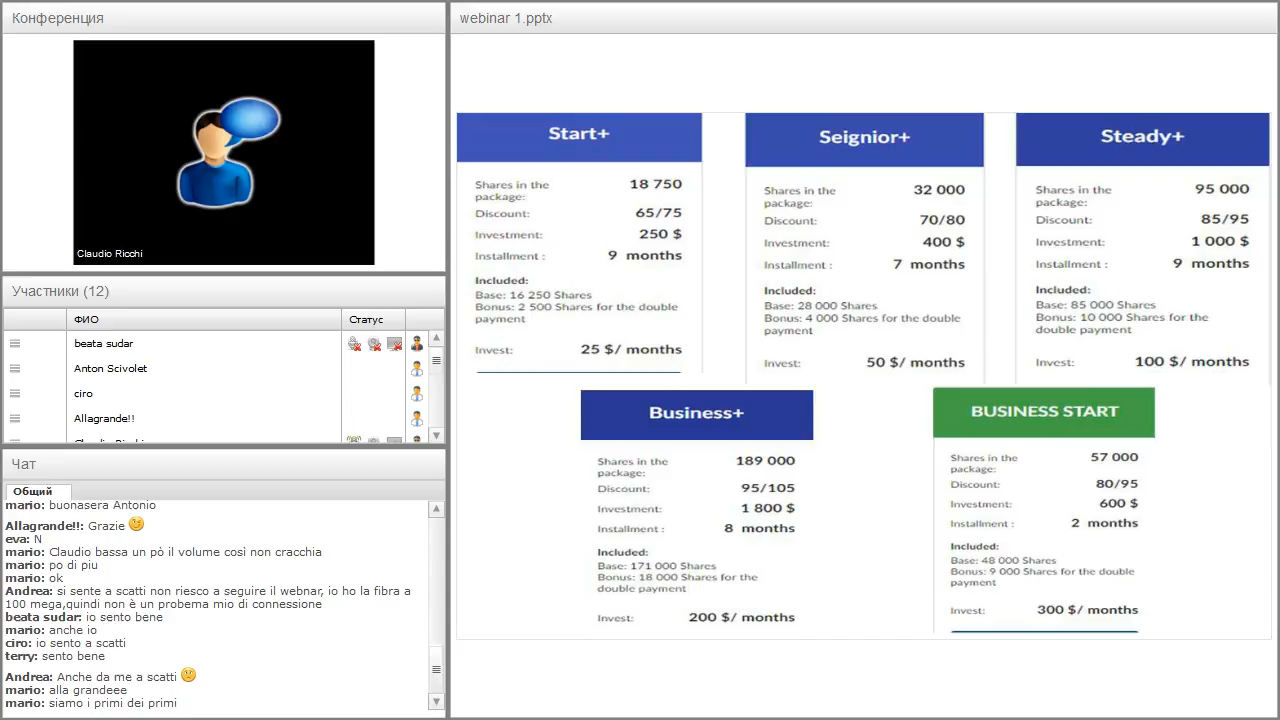 Конференция
Claudio Ricchi
Участники (12)
ФИО
Статус
beata sudar
Anton Scivolet
ciro
Allagrande!!
Чат
Общий
mario: buonasera Antonio
Allagrande!!: Grazie
eva: N
mario: Claudio bassa un pò il volume così non cracchia
mario: po di piu
mario: ok
Andrea: si sente a scatti non riesco a seguire il webnar, io ho la fibra a
100 mega,quindi non è un probema mio di connessione
beata sudar: io sento bene
mario: anche io
ciro: io sento a scatti
terry: sento bene
Andrea: Anche da me a scatti
mario: alla grandeee
mario: siamo i primi dei primi
webinar 1.pptx
Start+
Shares in the
package:
18 750
Discount: 65/75
Investment: 250 $
Installment : 9 months
Included:
Base: 16 250 Shares
Bonus: 2 500 Shares for the double
payment
Invest: 25 $/ months
Seignior+
Shares in the
package:
32 000
Discount: 70/80
Investment: 400 $
Installment : 7 months
Included:
Base: 28 000 Shares
Bonus: 4 000 Shares for the double
payment
Invest: 50 $/ months
Steady+
Shares in the
package:
95 000
Discount: 85/95
Investment: 1 000 $
Installment : 9 months
Included:
Base: 85 000 Shares
Bonus: 10 000 Shares for the
double payment
Invest: 100 $/ months
Business+
Shares in the
package:
189 000
Discount: 95/105
Investment: 1 800 $
Installment : 8 months
Included:
Base: 171 000 Shares
Bonus: 18 000 Shares for the
double payment
Invest: 200 $/ months
BUSINESS START
Shares in the
package:
57 000
Discount: 80/95
Investment: 600 $
Installment : 2 months
Included:
Base: 48 000 Shares
Bonus: 9 000 Shares for the double
payment
Invest: 300 $/ months